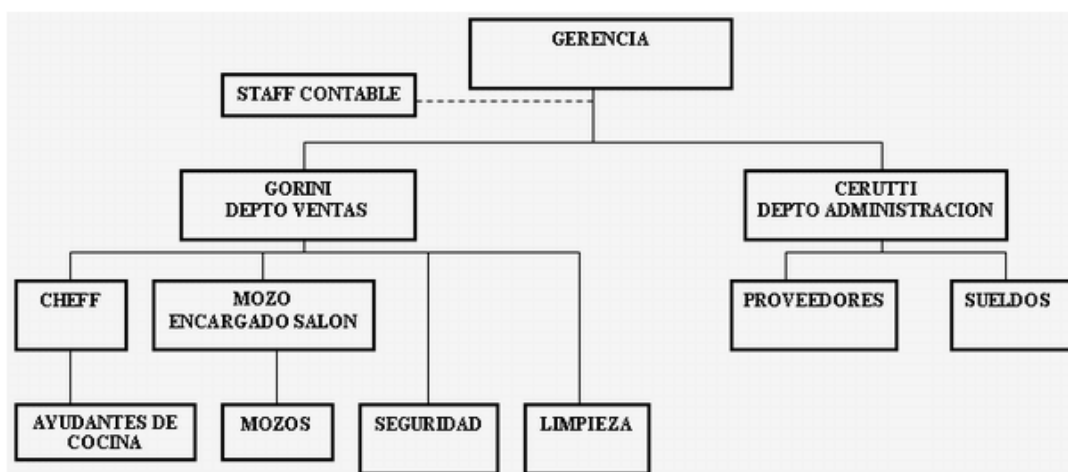 GERENCIA
STAFF CONTABLE
GORINI
DEPTO VENTAS
CERUTTI
DEPTO ADMINISTRACION
CHEFF
MOZO
ENCARGADO SALON
PROVEEDORES
SUELDOS
AYUDANTES DE
COCINA
MOZOS
SEGURIDAD
LIMPIEZA